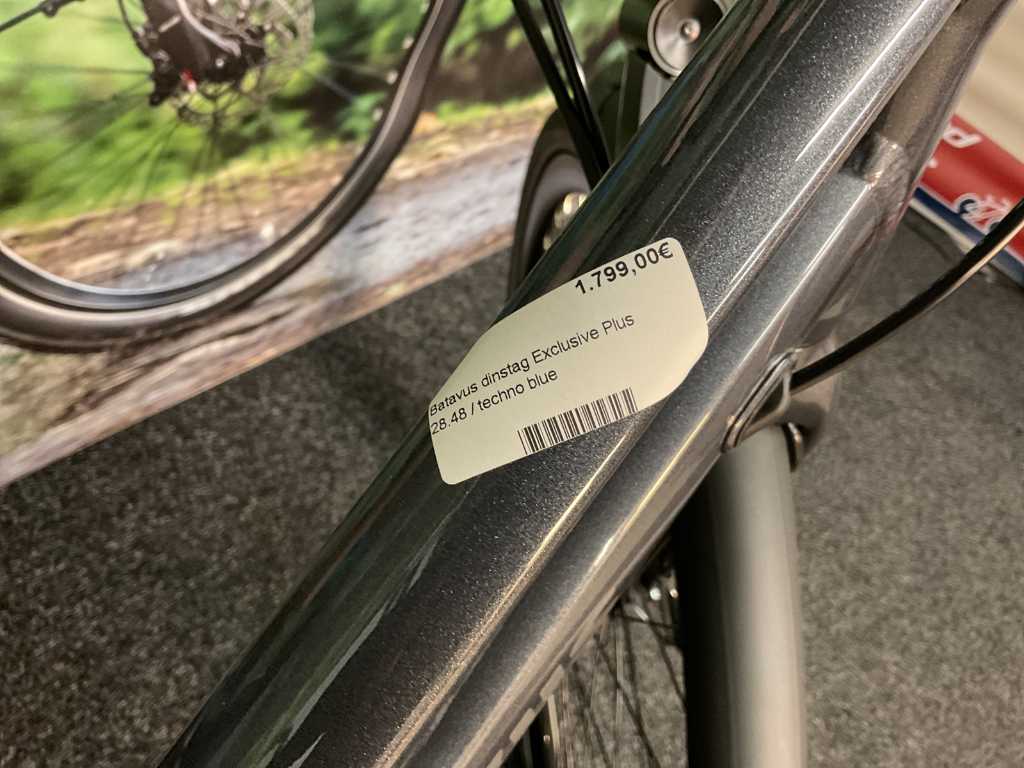 1.799,00€
Batavus dinstag Exclusive Plus
28.48 / techno blue